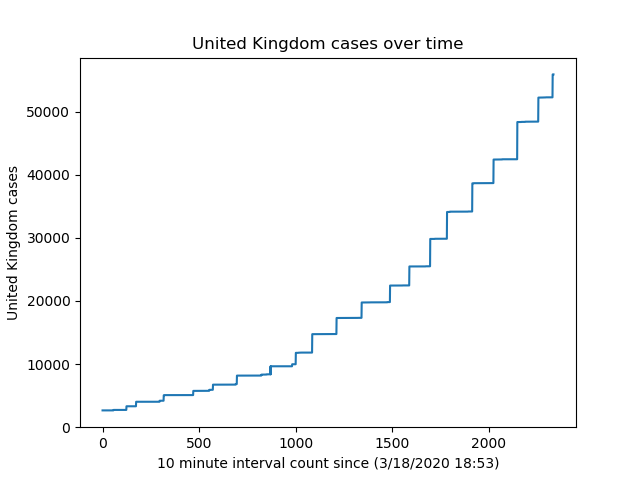 United Kingdom cases over time
United Kingdom cases
50000
40000
30000
20000
10000
0
0 500 1000 1500 2000
10 minute interval count since (3/18/2020 18:53)